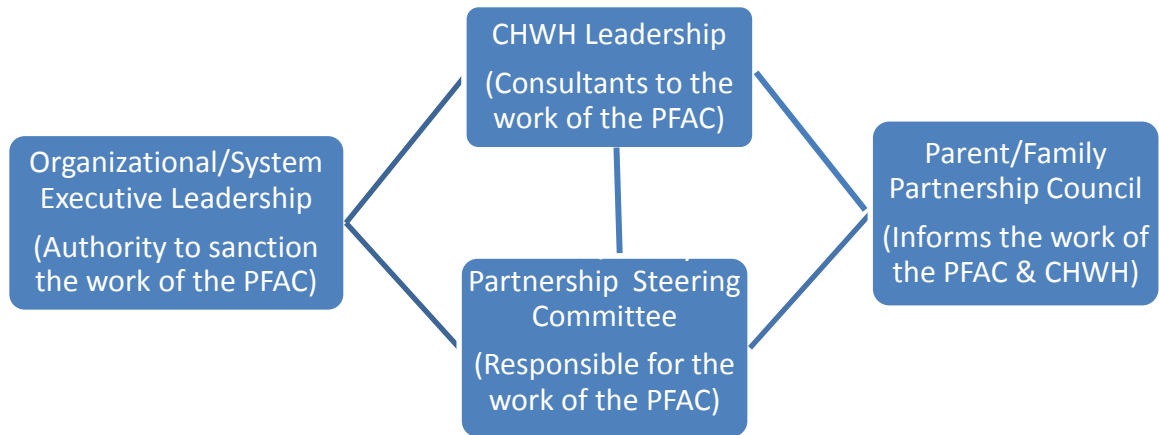 CHWH Leadership
(Consultants to the
work of the PFAC)
Organizational/System
Executive Leadership
(Authority to sanction
the work of the PFAC)
Parent/Family
Partnership Council
(Informs the work of
the PFAC & CHWH)
Partnership Steering
Committee
(Responsible for the
work of the PFAC)